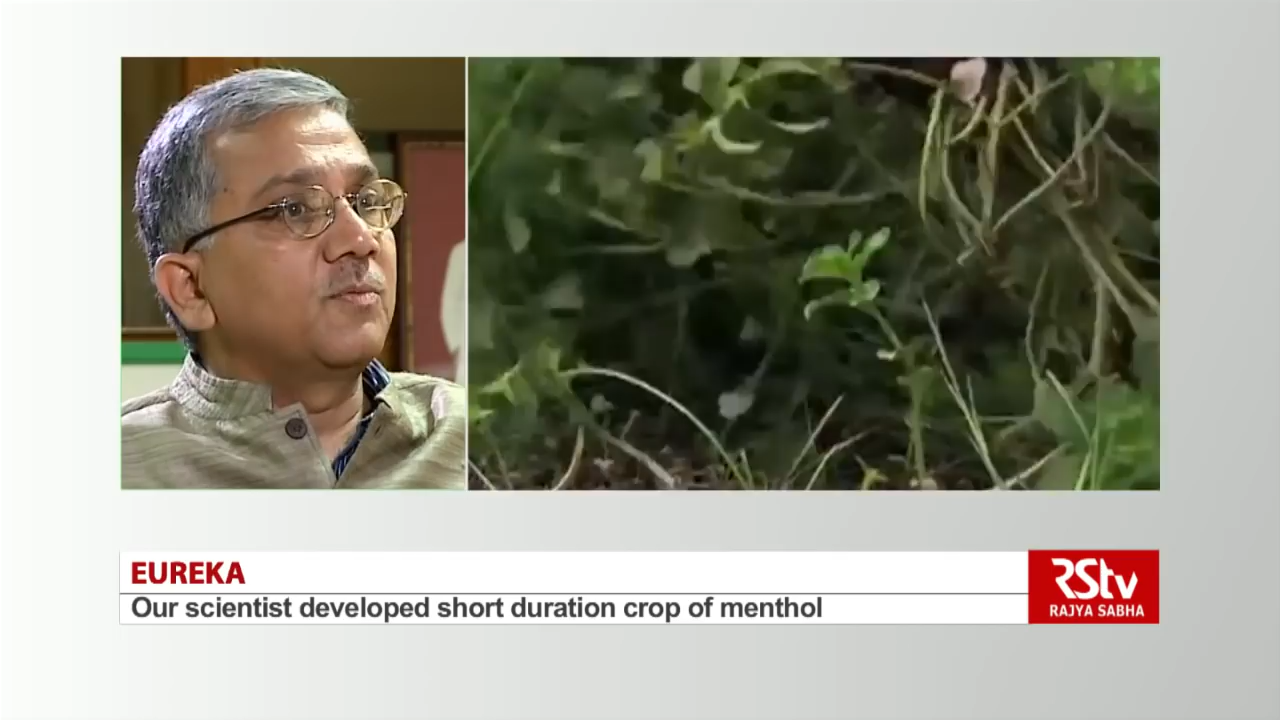 EUREKA
Our scientist developed short duration crop of menthol
RSTV
RAJYA SABHA